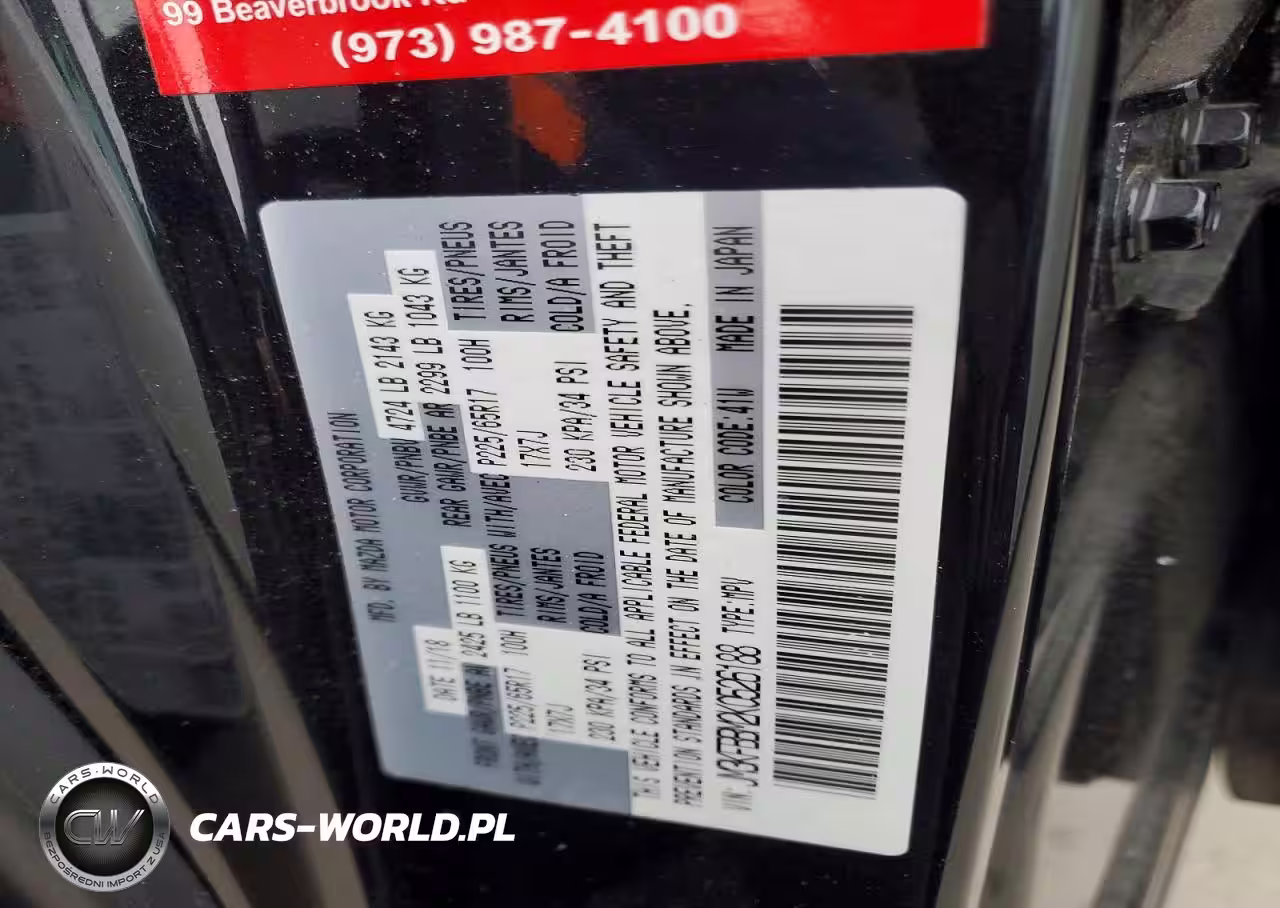 99 Beaverbrook Rd
(973) 987-4100
MFD. BY MAZDA MOTOR CORPORATION
DATE 11/18 GVWR/PNBV 4724 LB 2143 KG
FRONT GAWR/PNBE AV 2425 LB 1100 KG REAR GAWR/PNBE AR 2299 LB 1043 KG
P225/65R17 100H TIRES/PNEUS WITH/AVEC P225/65R17 100H TIRES/PNEUS
17X7J RIMS/JANTES 17X7J RIMS/JANTES
230 KPA/34 PSI COLD/A FROID 230 KPA/34 PSI COLD/A FROID
THIS VEHICLE CONFORMS TO ALL APPLICABLE FEDERAL MOTOR VEHICLE SAFETY AND THEFT
PREVENTION STANDARDS IN EFFECT ON THE DATE OF MANUFACTURE SHOWN ABOVE.
VIN: TYPE:MPV COLOR CODE.41W MADE IN JAPAN
CARS-WORLD
CW
BEZPOŚREDNI IMPORT Z USA
CARS-WORLD.PL